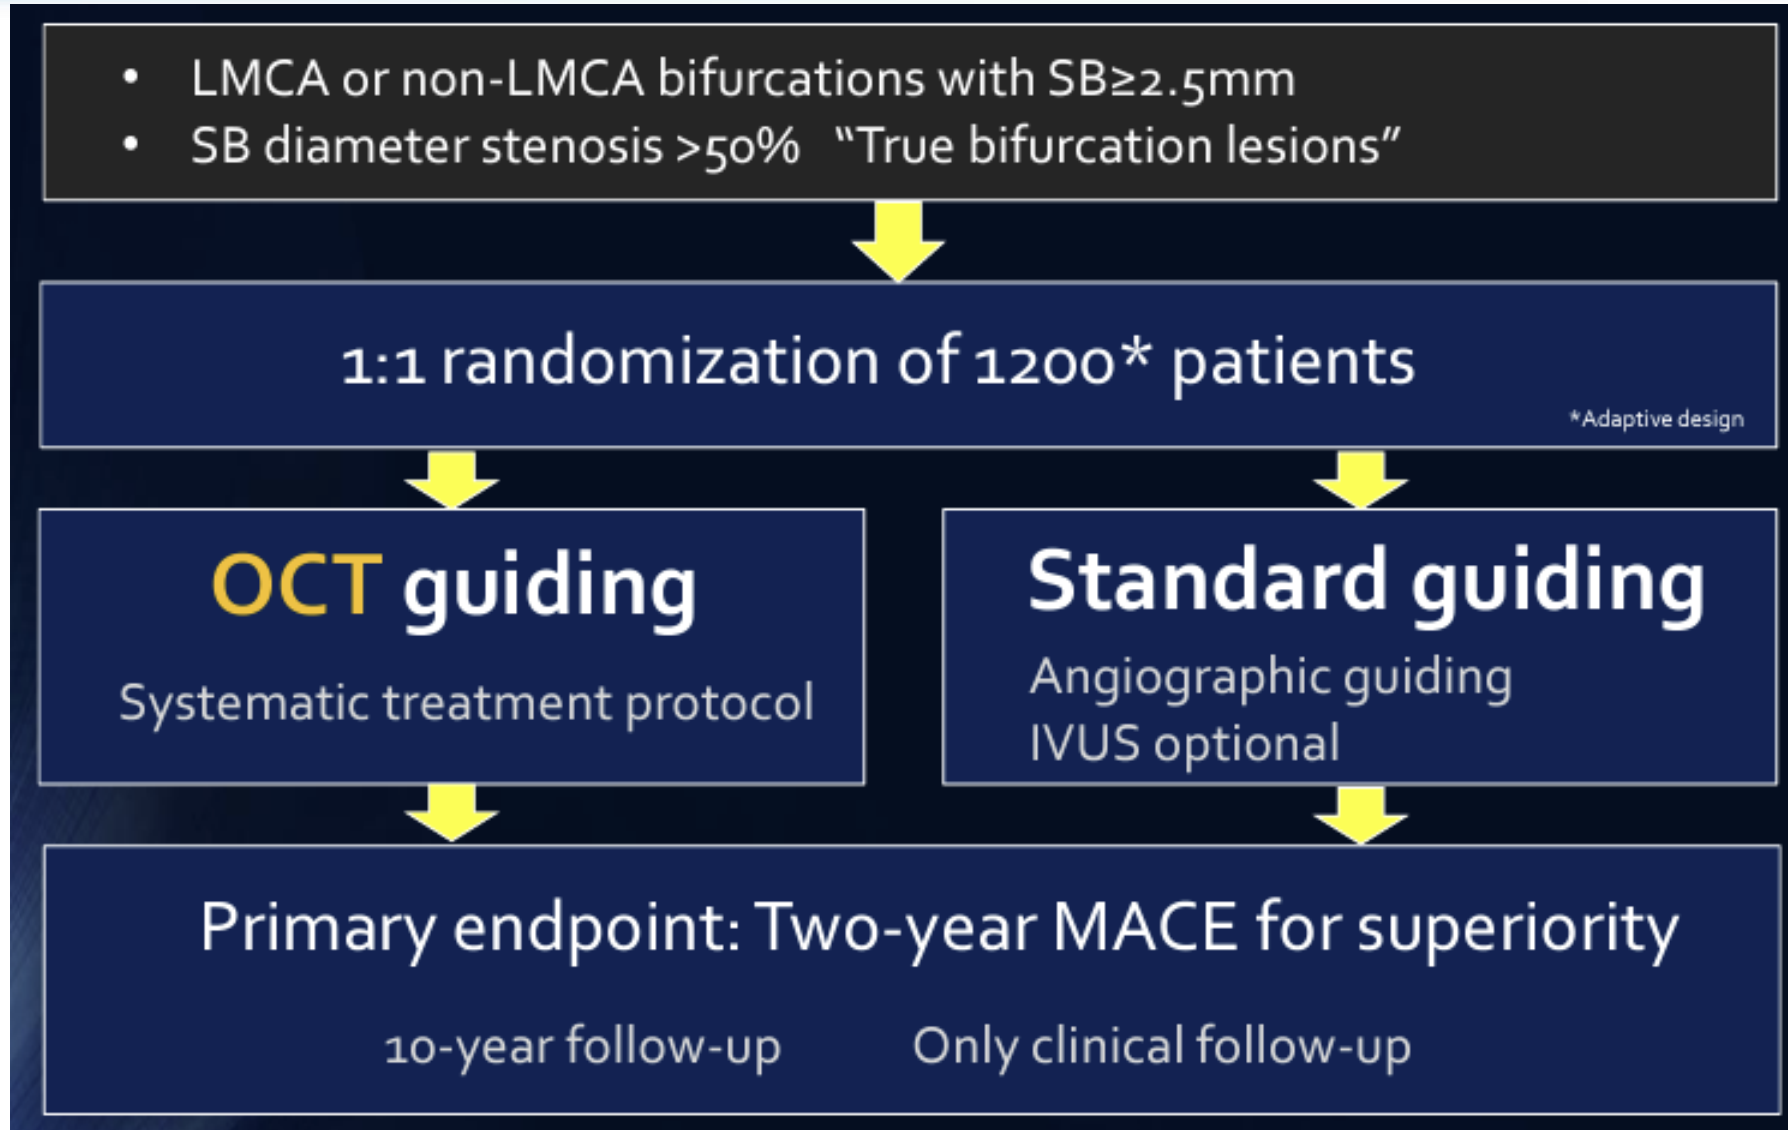 • LMCA or non-LMCA bifurcations with SB≥2.5mm
• SB diameter stenosis >50% “True bifurcation lesions”
1:1 randomization of 1200* patients
*Adaptive design
OCT guiding
Systematic treatment protocol
Standard guiding
Angiographic guiding
IVUS optional
Primary endpoint: Two-year MACE for superiority
10-year follow-up Only clinical follow-up